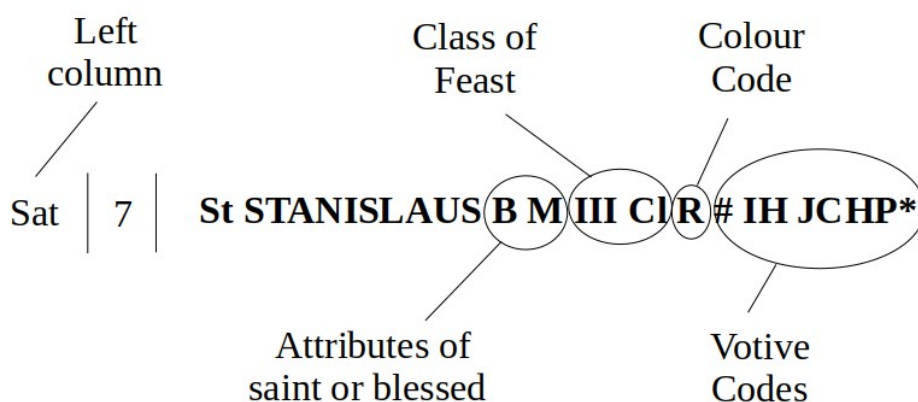 Left
column
Class of
Feast
Colour
Code
Sat 7 St STANISLAUS B M III Cl R # IH JCHP*
Attributes of
saint or blessed
Votive
Codes